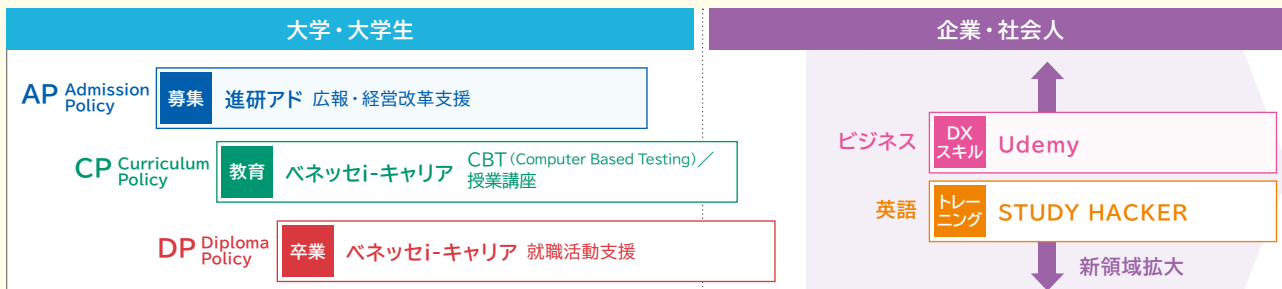 大学・大学生
企業・社会人
AP Admission Policy
募集
進研アド 広報・経営改革支援
CP Curriculum Policy
教育
ベネッセi-キャリア
CBT(Computer Based Testing)/
授業講座
DP Diploma Policy
卒業
ベネッセi-キャリア 就職活動支援
ビジネス
DX
スキル
Udemy
英語
トレー
ニング
STUDY HACKER
新領域拡大